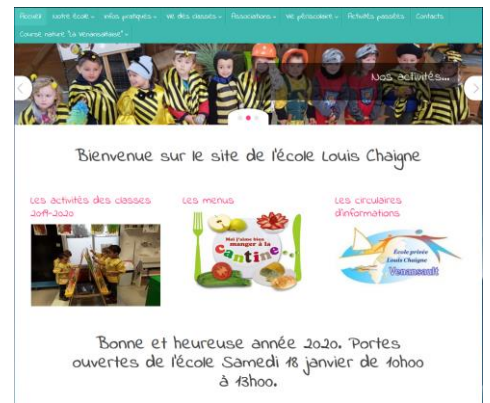 Accueil Notre école Infos pratiques Vie des classes Associations Vie périscolaire Activités passées Contacts
Course nature "La Venansaltaise"
Nos activités...
Bienvenue sur le site de l'école Louis Chaigne
Les activités des classes
2019-2020
Les menus
Les circulaires
d'informations
Moi j'aime bien
manger à la
Cantine
Ecole privée
Louis Chaigne
Venansault
Bonne et heureuse année 2020. Portes
ouvertes de l'école Samedi 18 janvier de 10h00
à 13h00.